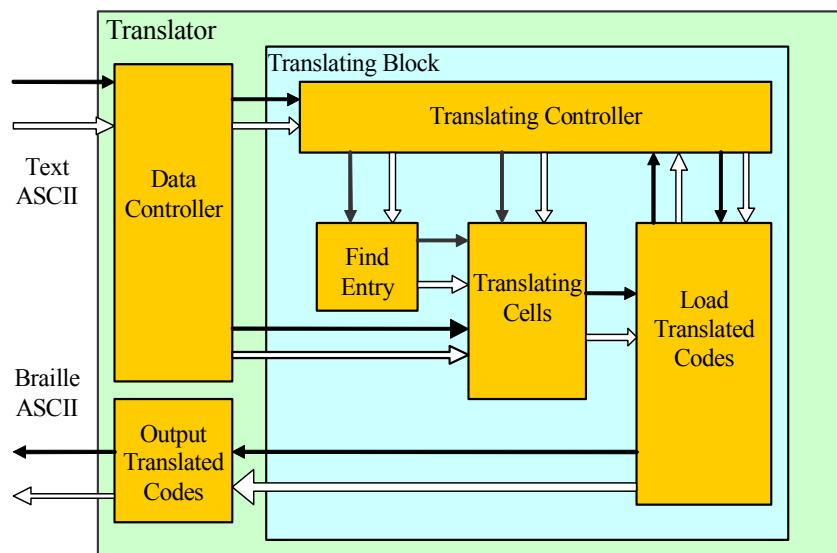 Translator
Translating Block
Translating Controller
Text
ASCII
Data
Controller
Find
Entry
Translating
Cells
Load
Translated
Codes
Braille
ASCII
Output
Translated
Codes